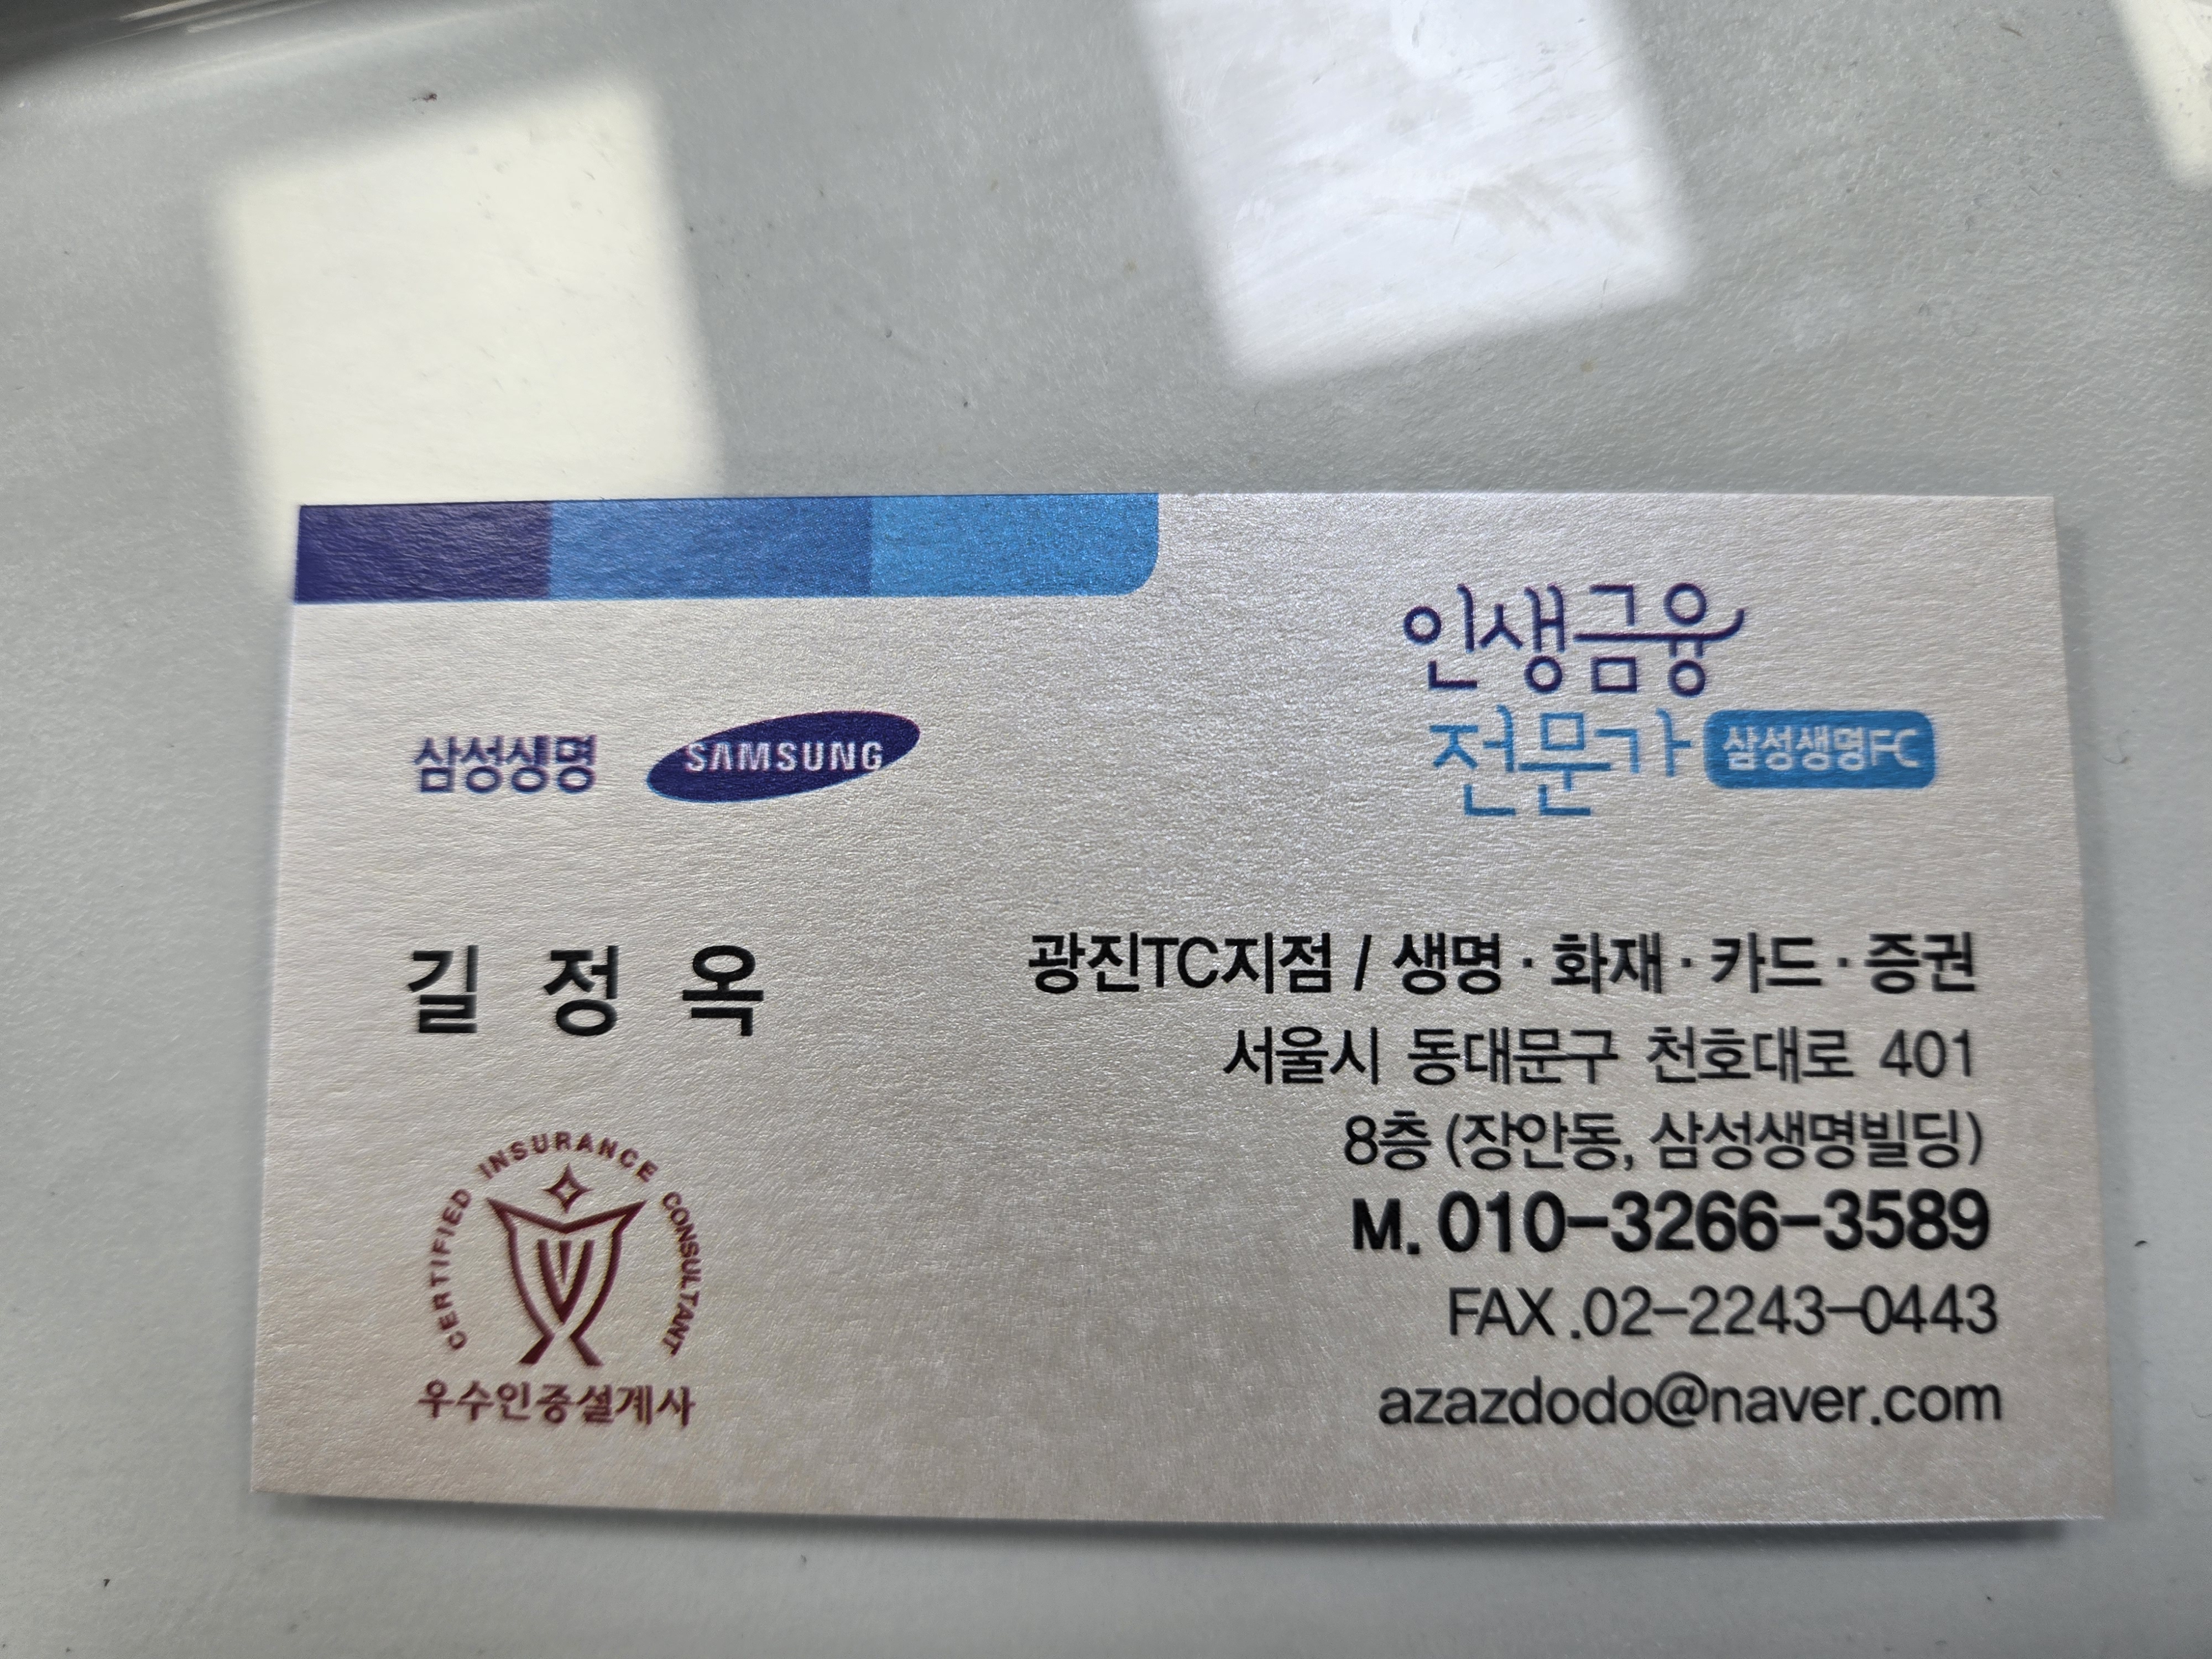 인생금융
전문가 삼성생명FC
삼성생명 SAMSUNG
길 정 옥
광진TC지점 / 생명·화재·카드·증권
서울시 동대문구 천호대로 401
8층 (장안동, 삼성생명빌딩)
M. 010-3266-3589
FAX.02-2243-0443
azazdodo@naver.com
CERTIFIED INSURANCE CONSULTANT
우수인증설계사